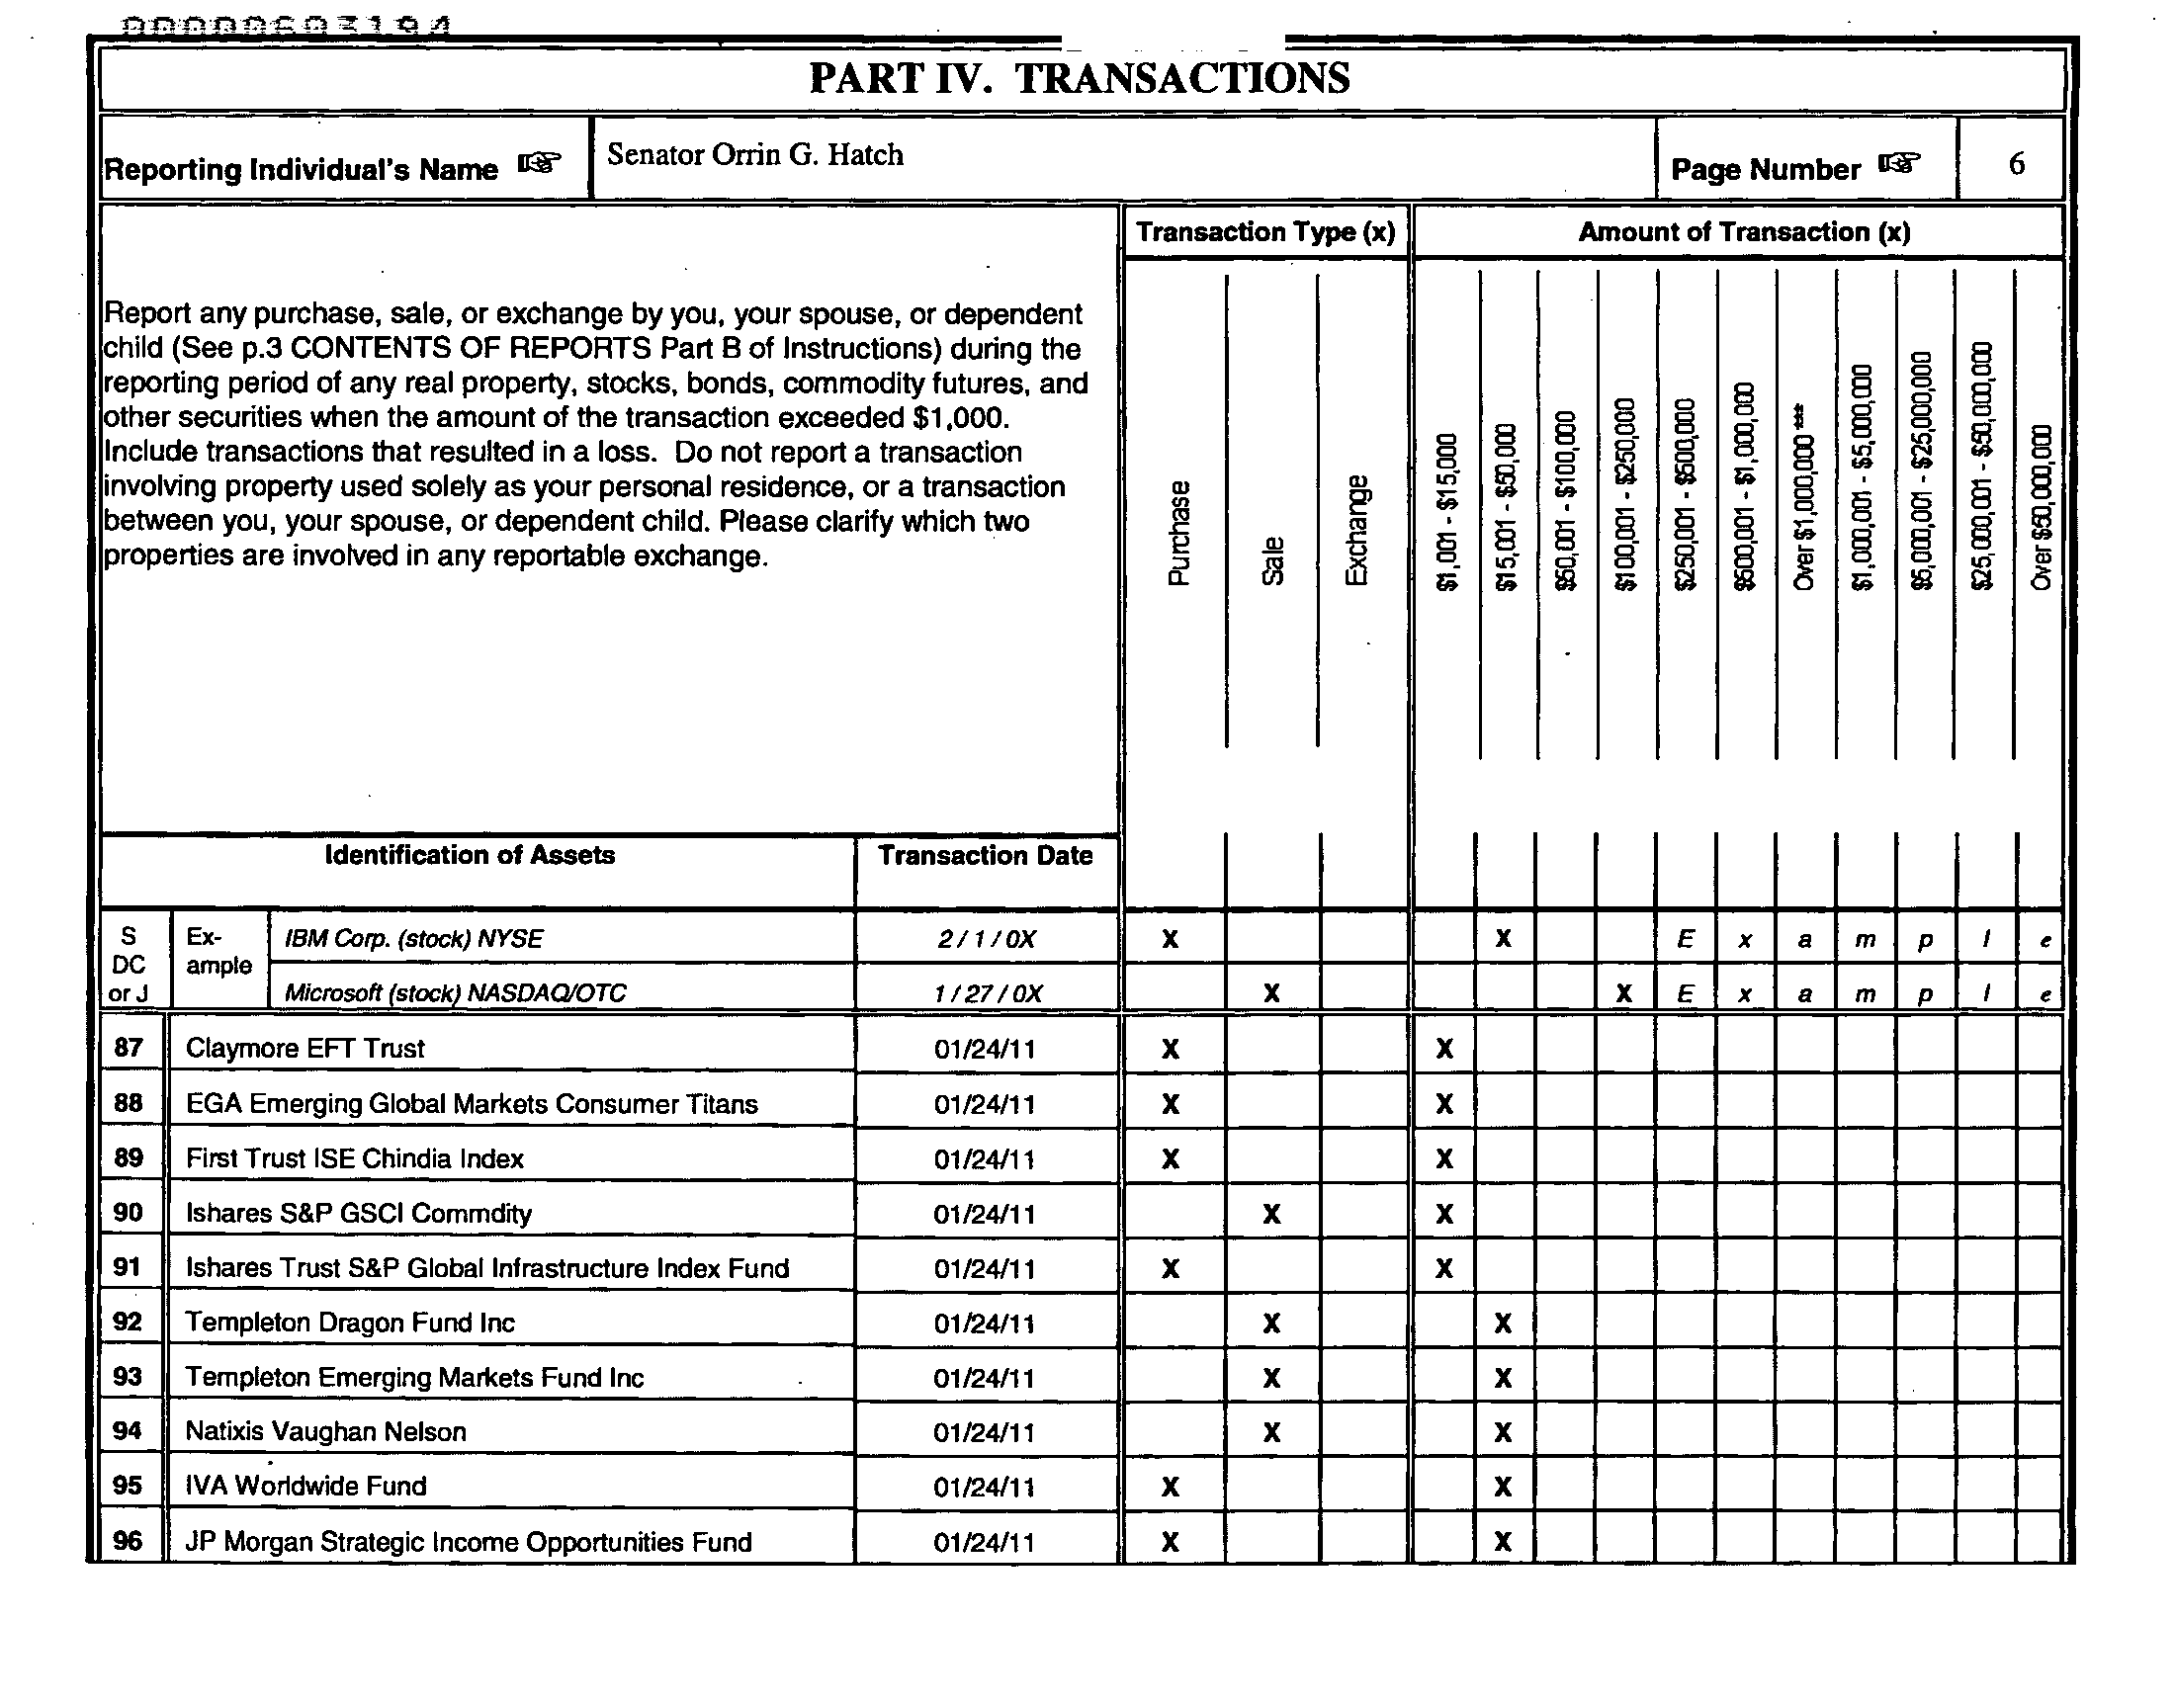 PART IV. TRANSACTIONS
Reporting Individual's Name ☞ Senator Orrin G. Hatch Page Number ☞ 6
Transaction Type (x) Amount of Transaction (x)
Report any purchase, sale, or exchange by you, your spouse, or dependent
child (See p.3 CONTENTS OF REPORTS Part B of Instructions) during the
reporting period of any real property, stocks, bonds, commodity futures, and
other securities when the amount of the transaction exceeded $1,000.
Include transactions that resulted in a loss. Do not report a transaction
involving property used solely as your personal residence, or a transaction
between you, your spouse, or dependent child. Please clarify which two
properties are involved in any reportable exchange.
Purchase
Sale
Exchange
$1,001 - $15,000
$15,001 - $50,000
$50,001 - $100,000
$100,001 - $250,000
$250,001 - $500,000
$500,001 - $1,000,000
Over $1,000,000 ***
$1,000,001 - $5,000,000
$5,000,001 - $25,000,000
$25,000,001 - $50,000,000
Over $50,000,000
Identification of Assets Transaction Date
S
DC
or J
Ex-
ample
IBM Corp. (stock) NYSE 2 / 1 / 0X X X E x a m p l e
Microsoft (stock) NASDAQ/OTC 1 / 27 / 0X X X E x a m p l e
87 Claymore EFT Trust 01/24/11 X X
88 EGA Emerging Global Markets Consumer Titans 01/24/11 X X
89 First Trust ISE Chindia Index 01/24/11 X X
90 Ishares S&P GSCI Commdity 01/24/11 X X
91 Ishares Trust S&P Global Infrastructure Index Fund 01/24/11 X X
92 Templeton Dragon Fund Inc 01/24/11 X X
93 Templeton Emerging Markets Fund Inc 01/24/11 X X
94 Natixis Vaughan Nelson 01/24/11 X X
95 IVA Worldwide Fund 01/24/11 X X
96 JP Morgan Strategic Income Opportunities Fund 01/24/11 X X